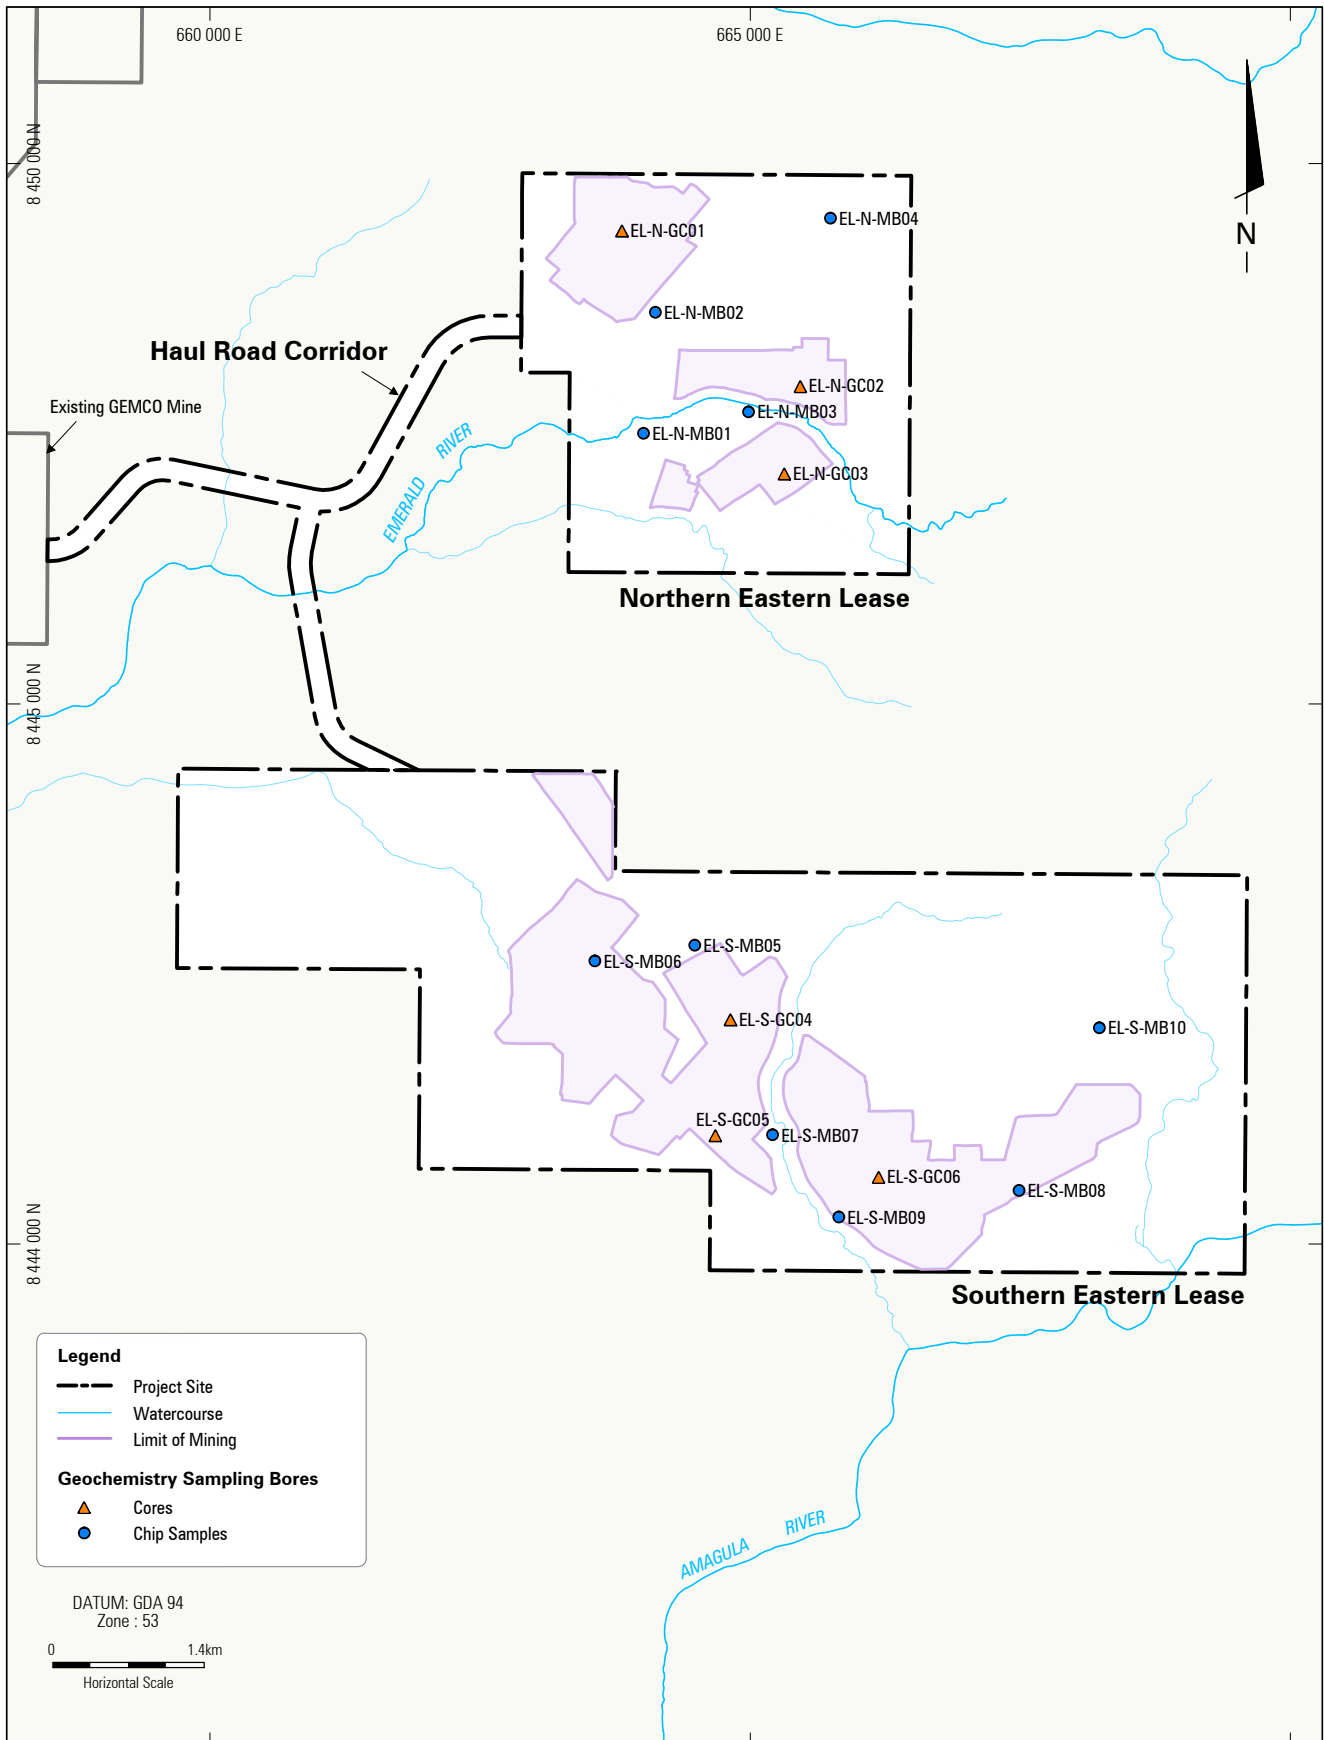 660 000 E
665 000 E
8 450 000 N
8 445 000 N
8 444 000 N
N
EL-N-MB04
EL-N-GC01
EL-N-MB02
Haul Road Corridor
EL-N-GC02
Existing GEMCO Mine
EL-N-MB03
EL-N-MB01
EMERALD RIVER
EL-N-GC03
Northern Eastern Lease
EL-S-MB05
EL-S-MB06
EL-S-GC04
EL-S-MB10
EL-S-GC05
EL-S-MB07
EL-S-GC06
EL-S-MB08
EL-S-MB09
Southern Eastern Lease
Legend
Project Site
Watercourse
Limit of Mining
Geochemistry Sampling Bores
Cores
Chip Samples
AMAGULA RIVER
DATUM: GDA 94
Zone : 53
0 1.4km
Horizontal Scale